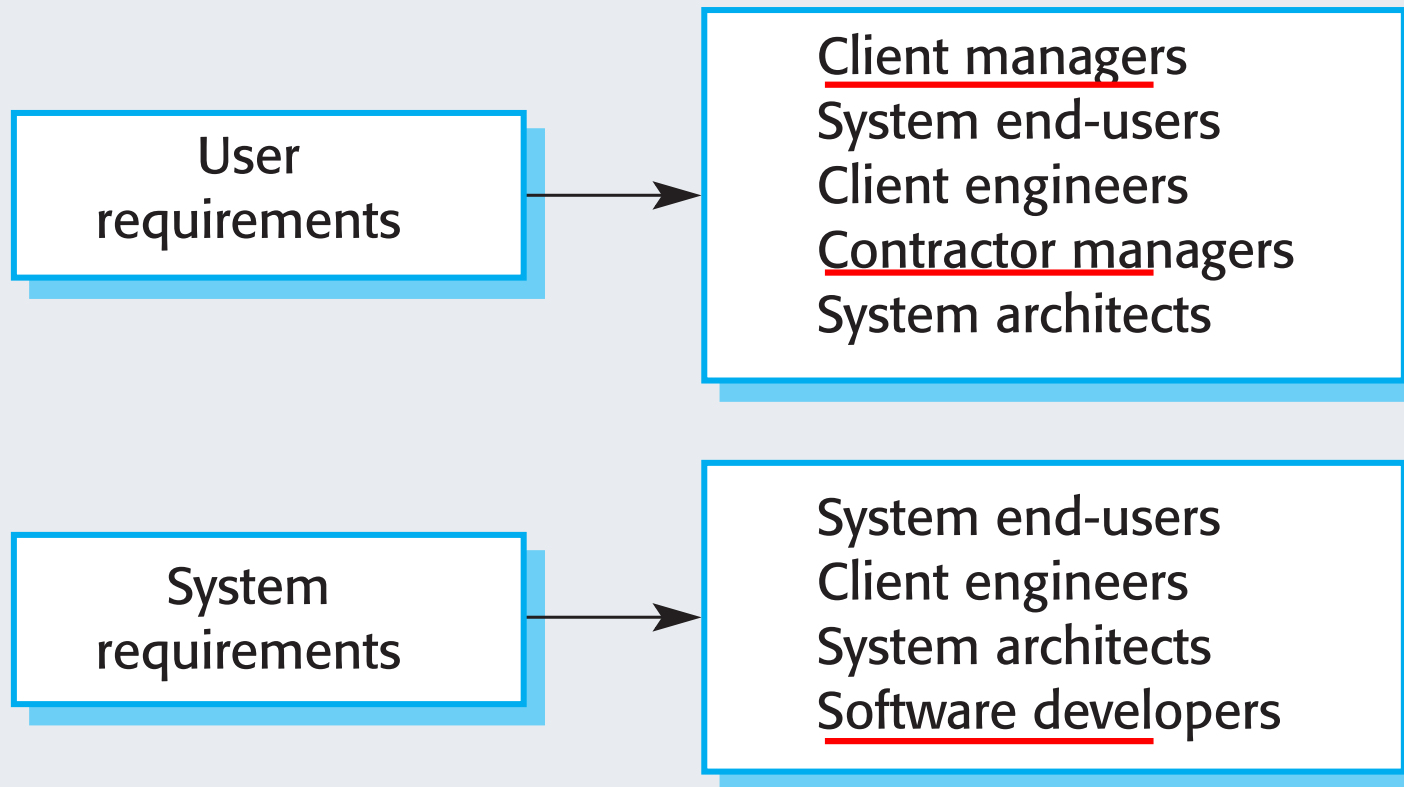 User
requirements
Client managers
System end-users
Client engineers
Contractor managers
System architects
System
requirements
System end-users
Client engineers
System architects
Software developers